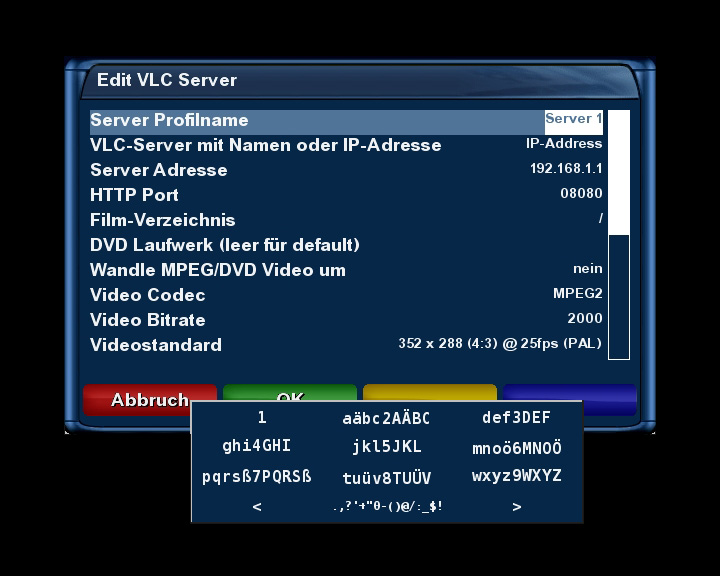 Edit VLC Server
Server Profilname Server 1
VLC-Server mit Namen oder IP-Adresse IP-Address
Server Adresse 192.168.1.1
HTTP Port 08080
Film-Verzeichnis /
DVD Laufwerk (leer für default)
Wandle MPEG/DVD Video um nein
Video Codec MPEG2
Video Bitrate 2000
Videostandard 352 x 288 (4:3) @ 25fps (PAL)
Abbruch OK
1 aäbc2AÄBC def3DEF
ghi4GHI jkl5JKL mnoö6MNOÖ
pqrsß7PQRSß tuüv8TUÜV wxyz9WXYZ
< .,?'+"0-()@/:_$! >